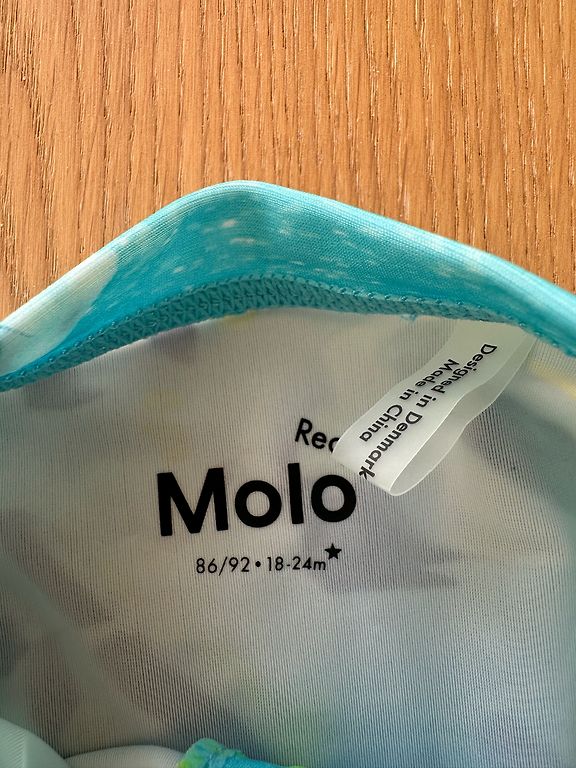 Molo
86/92 • 18-24m★
Designed in Denmark
Made in China